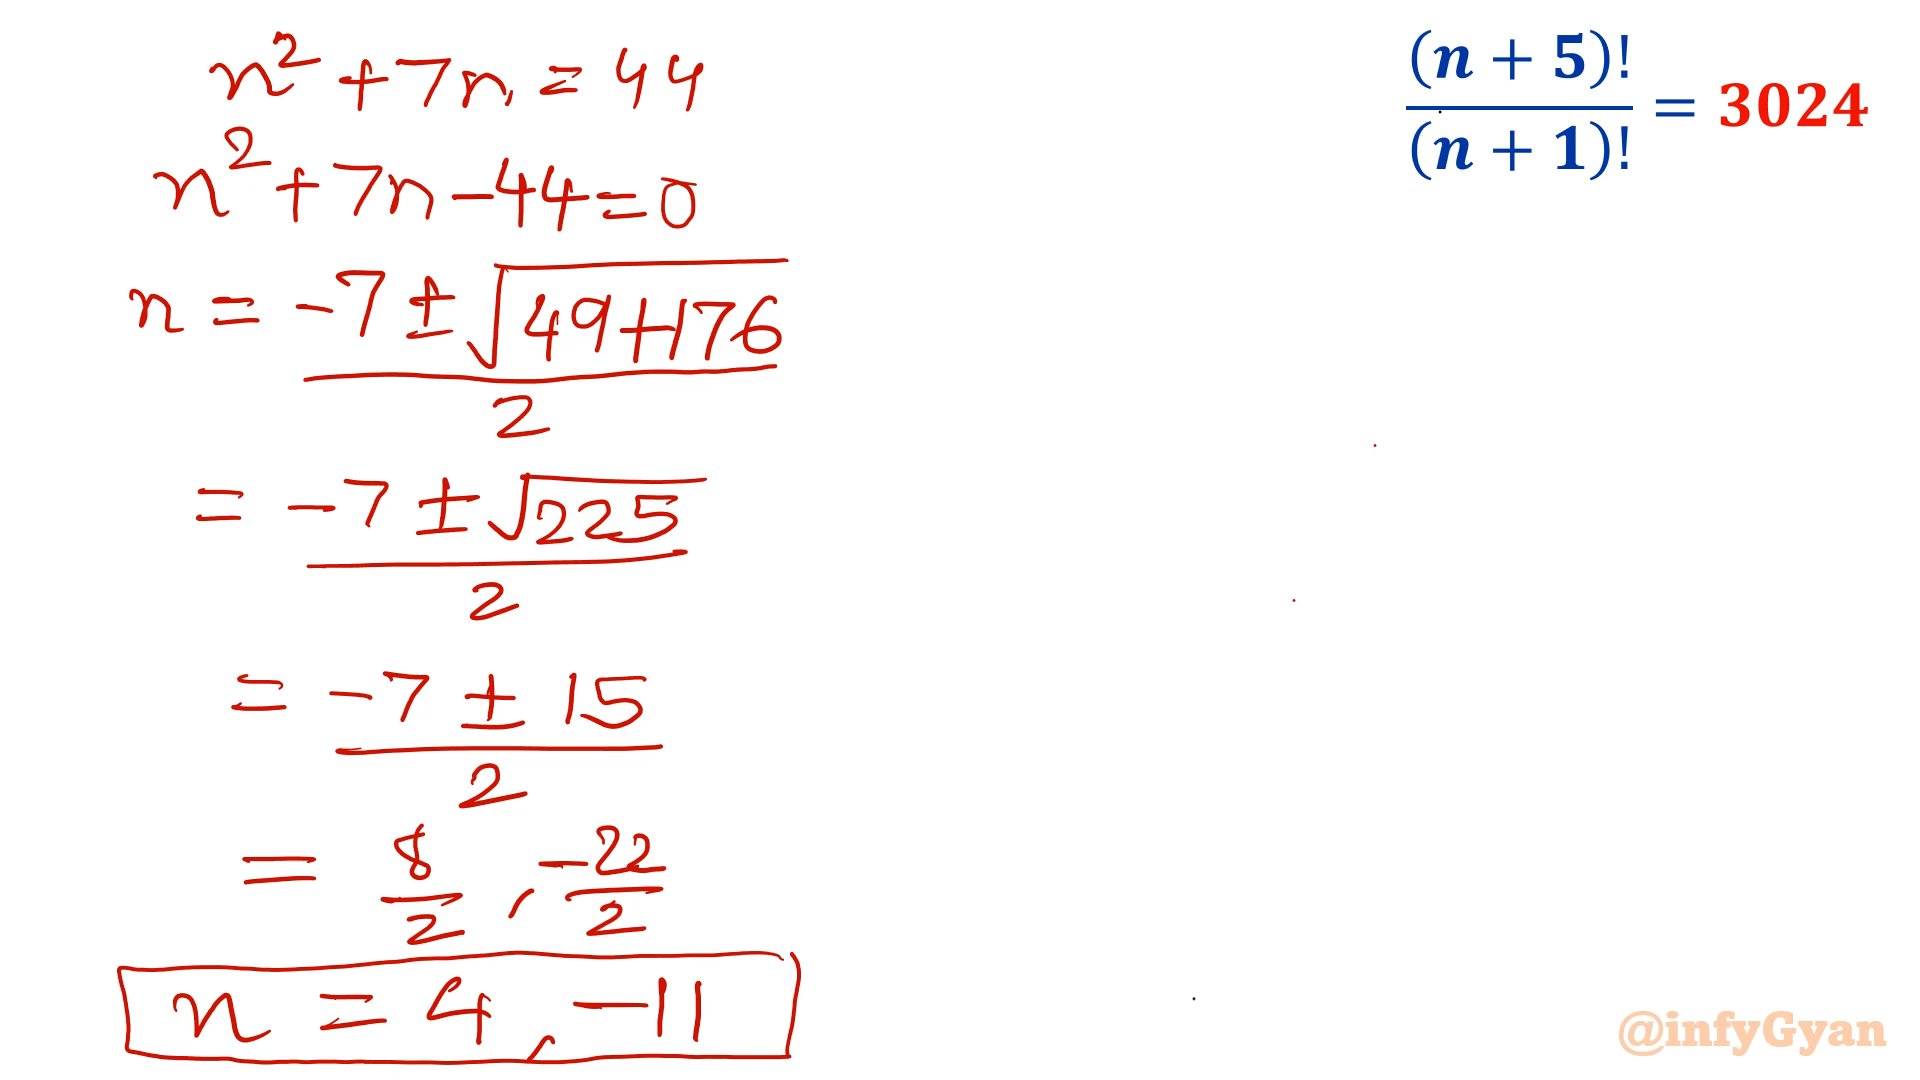 n² + 7n = 44
n² + 7n - 44 = 0
n = (-7 ± √(49+176))/2
= (-7 ± √225)/2
= (-7 ± 15)/2
= 8/2 , -22/2
n = 4 , -11
(n + 5)!/(n + 1)! = 3024
@infyGyan